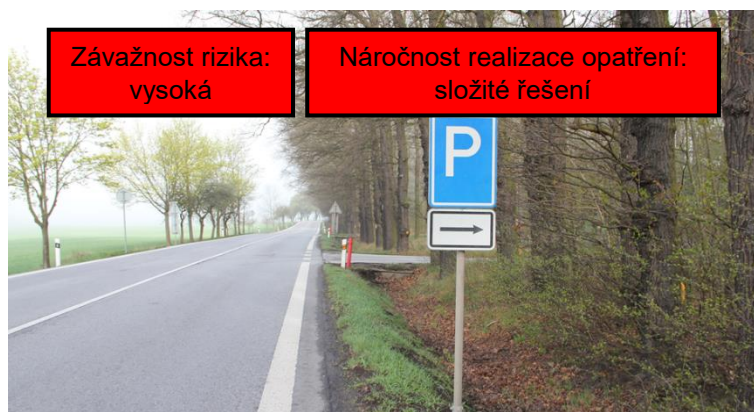 Závažnost rizika:
vysoká
Náročnost realizace opatření:
složité řešení
P